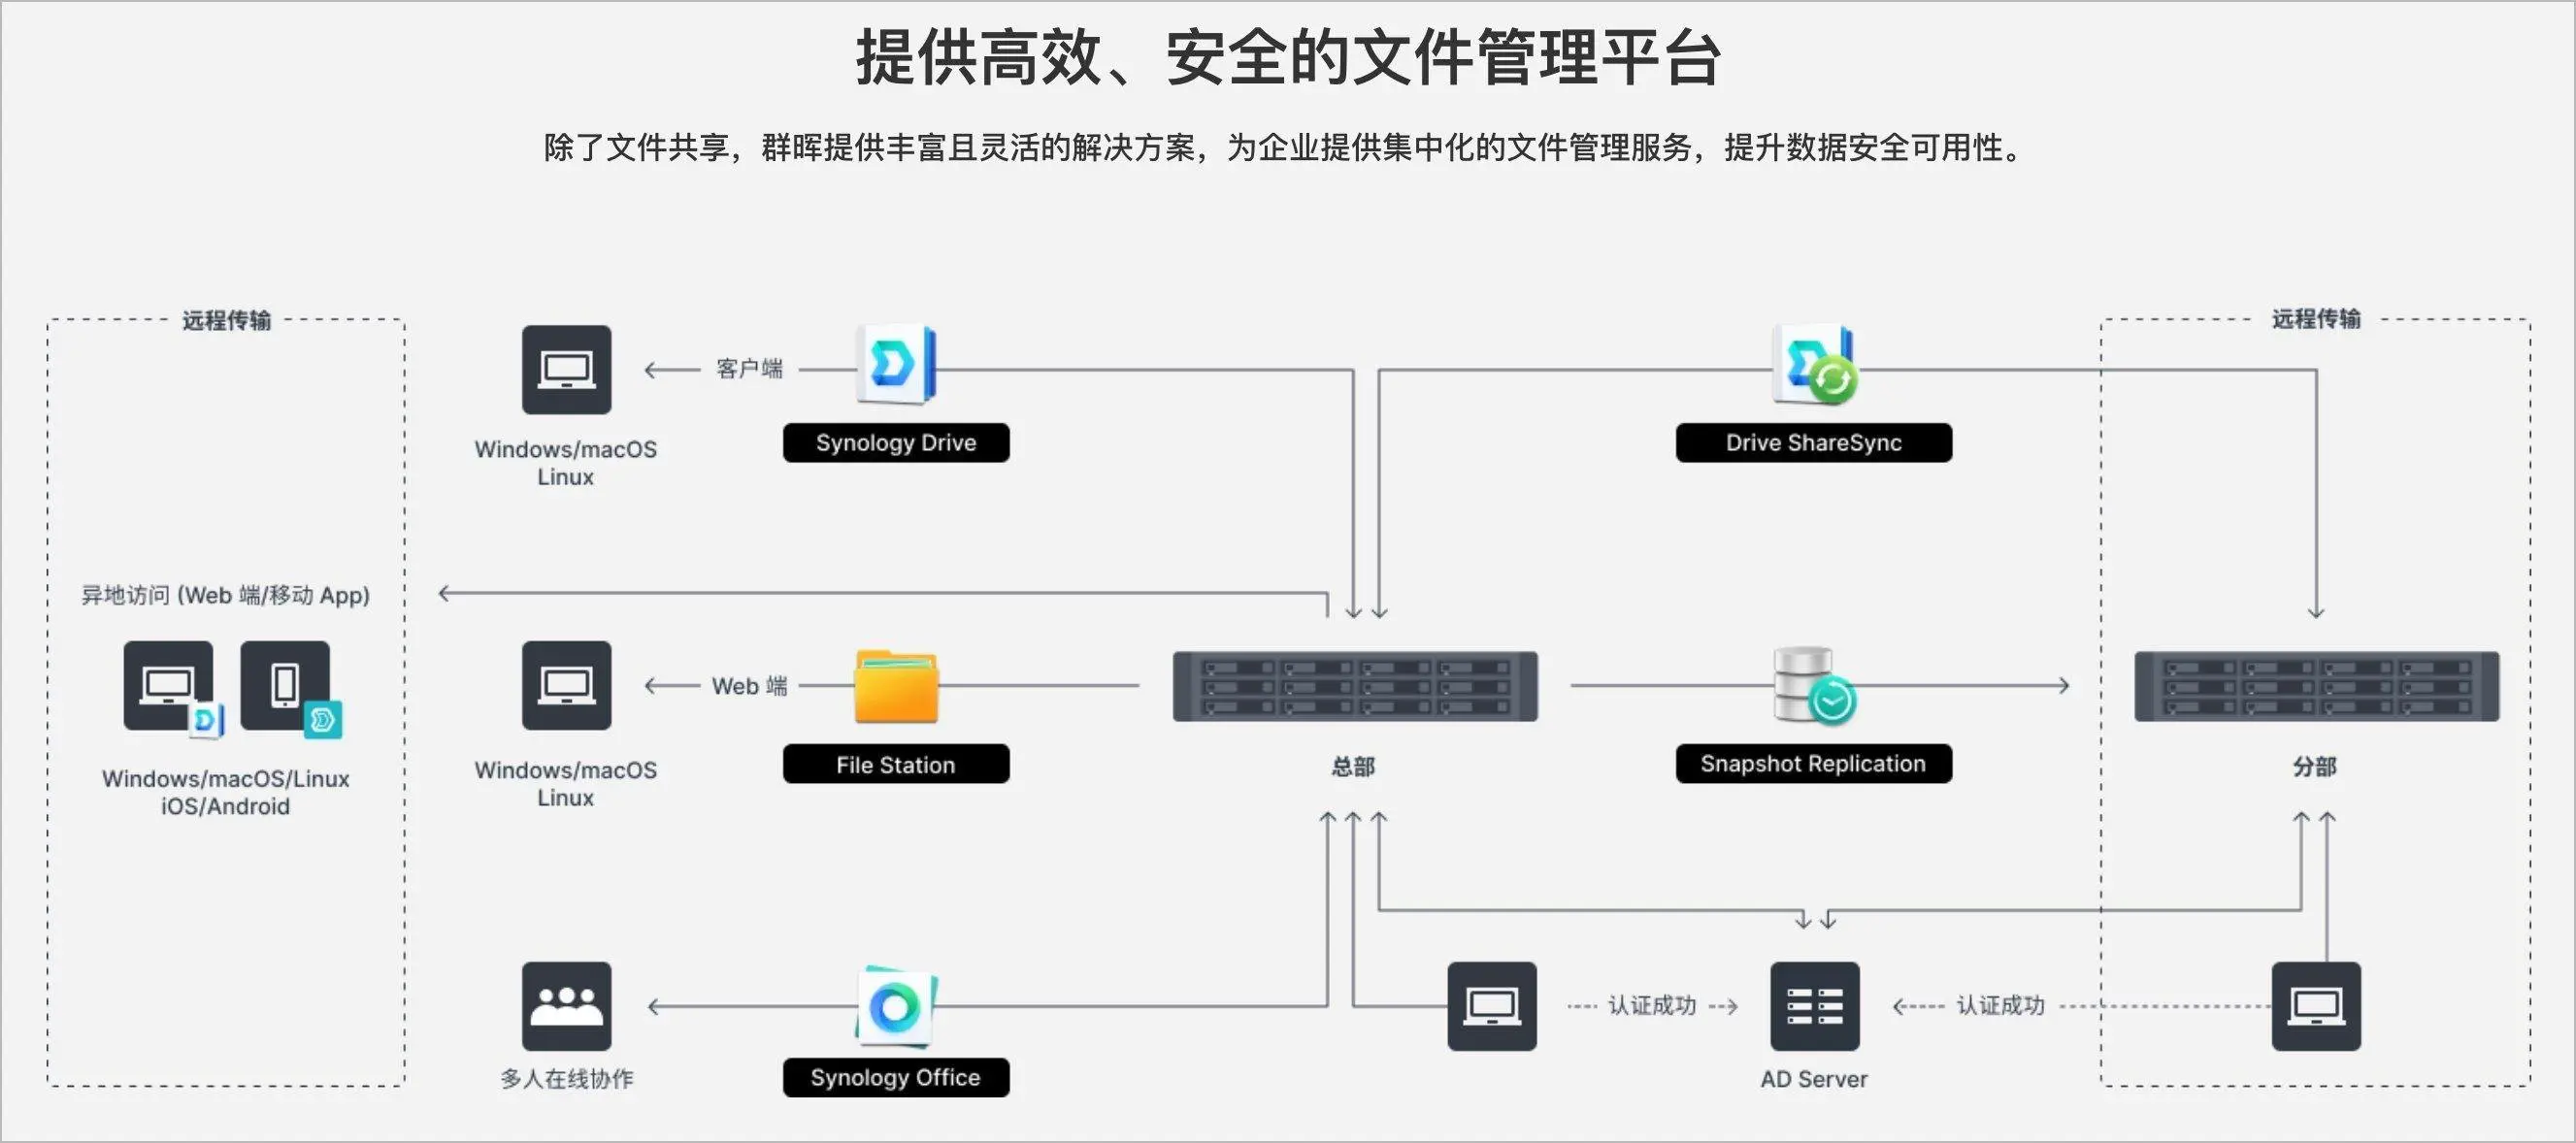 提供高效、安全的文件管理平台
除了文件共享，群晖提供丰富且灵活的解决方案，为企业提供集中化的文件管理服务，提升数据安全可用性。
远程传输
异地访问 (Web 端/移动 App)
Windows/macOS/Linux
iOS/Android
Windows/macOS
Linux
客户端
Synology Drive
Windows/macOS
Linux
Web 端
File Station
多人在线协作
Synology Office
总部
Drive ShareSync
Snapshot Replication
认证成功
AD Server
认证成功
远程传输
分部